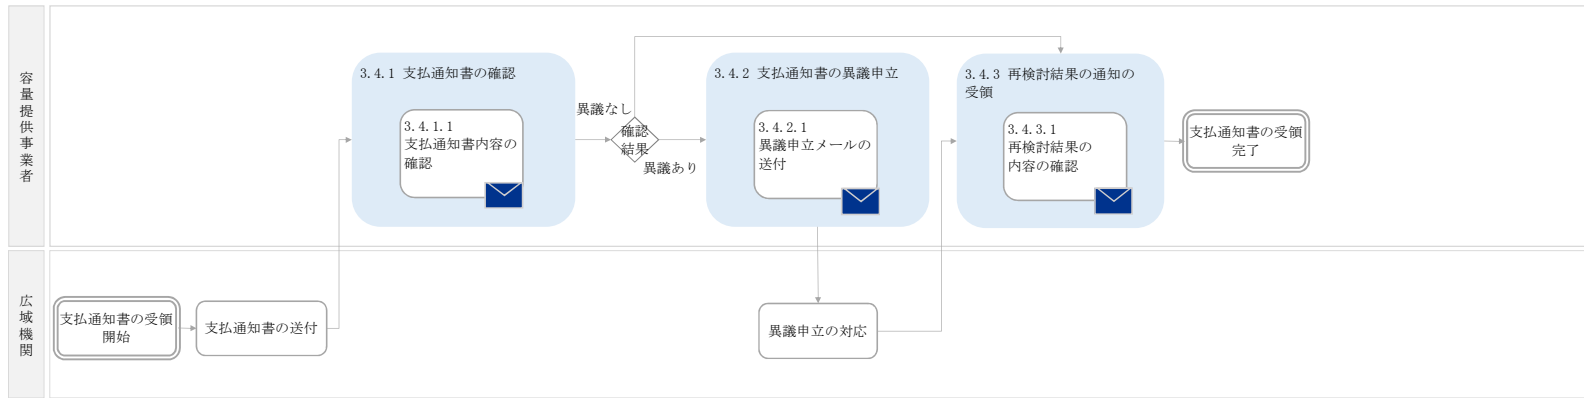 容量提供事業者
3.4.1 支払通知書の確認
3.4.1.1
支払通知書内容の
確認
異議なし
確認
結果
異議あり
3.4.2 支払通知書の異議申立
3.4.2.1
異議申立メールの
送付
3.4.3 再検討結果の通知の
受領
3.4.3.1
再検討結果の
内容の確認
支払通知書の受領
完了
広域機関
支払通知書の受領
開始
支払通知書の送付
異議申立の対応